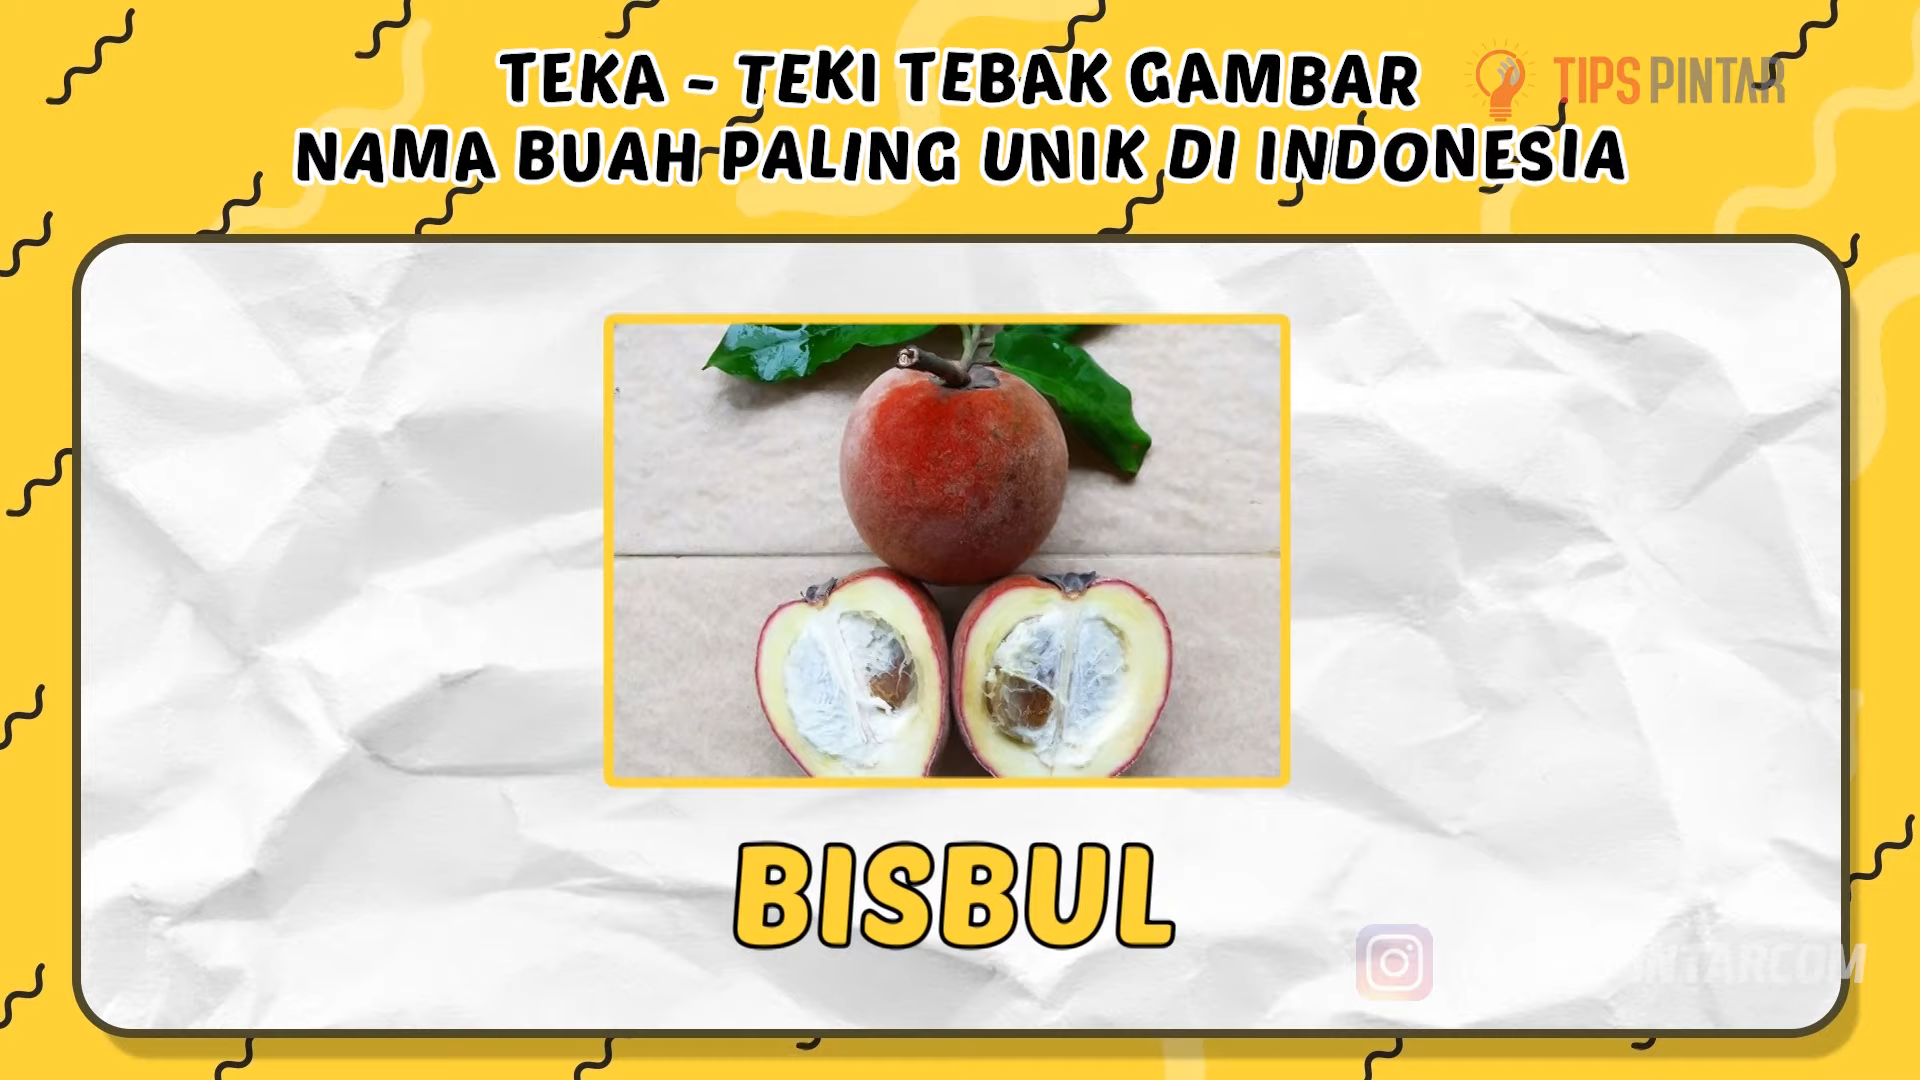 TEKA - TEKI TEBAK GAMBAR
TIPS PINTAR
NAMA BUAH PALING UNIK DI INDONESIA
BISBUL